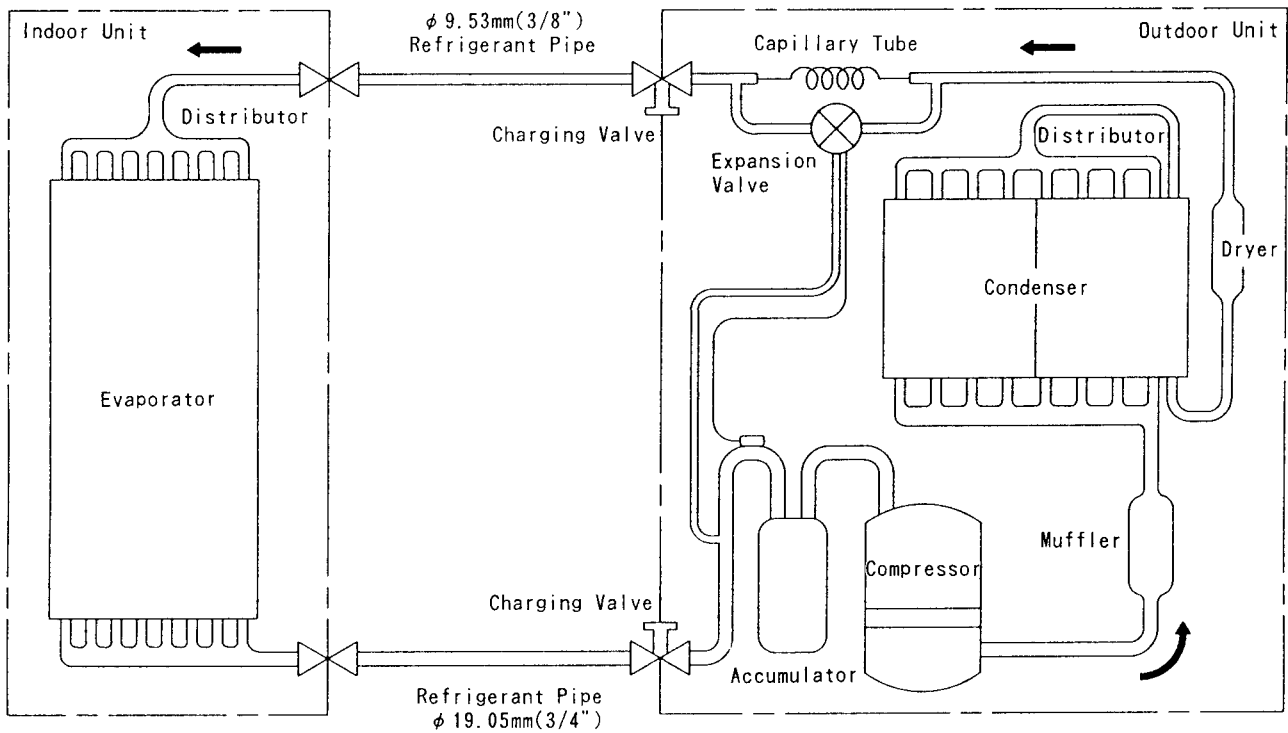 Indoor Unit
φ 9.53mm(3/8")
Refrigerant Pipe
Capillary Tube
Outdoor Unit
Distributor
Charging Valve
Expansion
Valve
Distributor
Dryer
Condenser
Evaporator
Muffler
Compressor
Charging Valve
Accumulator
Refrigerant Pipe
φ 19.05mm(3/4")